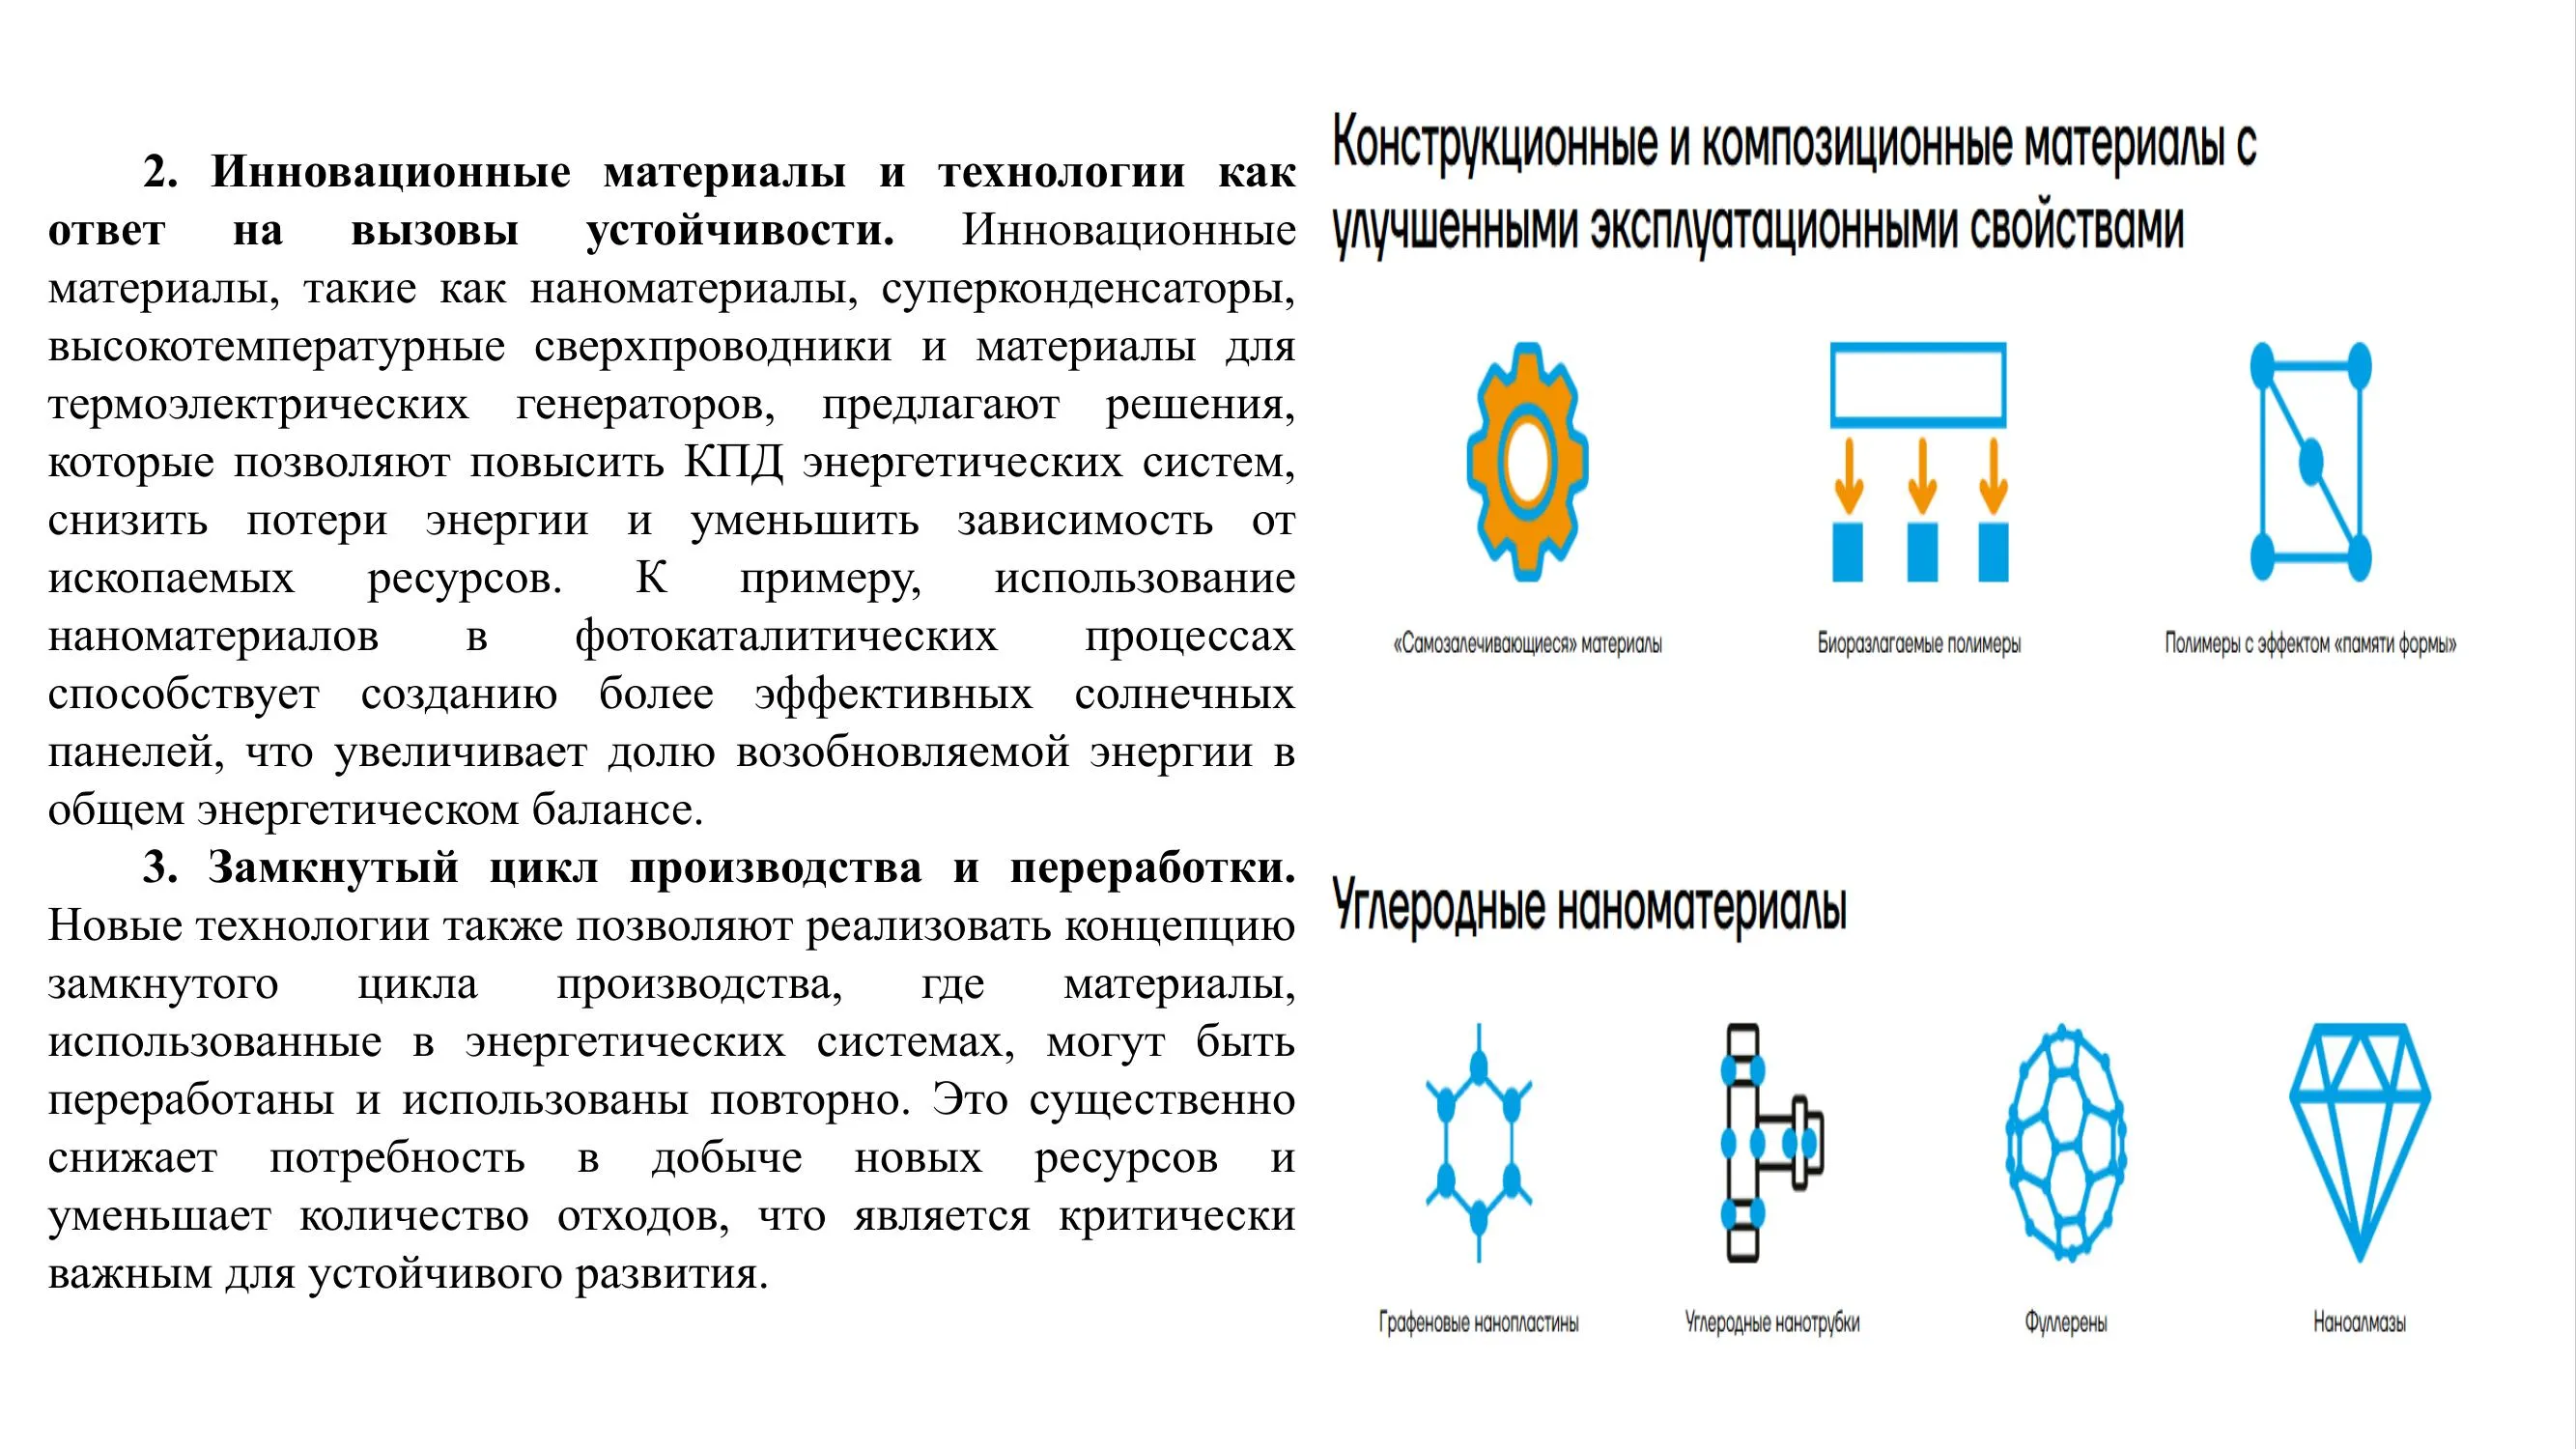 2. Инновационные материалы и технологии как
ответ на вызовы устойчивости. Инновационные
материалы, такие как наноматериалы, суперконденсаторы,
высокотемпературные сверхпроводники и материалы для
термоэлектрических генераторов, предлагают решения,
которые позволяют повысить КПД энергетических систем,
снизить потери энергии и уменьшить зависимость от
ископаемых ресурсов. К примеру, использование
наноматериалов в фотокаталитических процессах
способствует созданию более эффективных солнечных
панелей, что увеличивает долю возобновляемой энергии в
общем энергетическом балансе.
3. Замкнутый цикл производства и переработки.
Новые технологии также позволяют реализовать концепцию
замкнутого цикла производства, где материалы,
использованные в энергетических системах, могут быть
переработаны и использованы повторно. Это существенно
снижает потребность в добыче новых ресурсов и
уменьшает количество отходов, что является критически
важным для устойчивого развития.
Конструкционные и композиционные материалы с
улучшенными эксплуатационными свойствами
«Самозалечивающиеся» материалы
Биоразлагаемые полимеры
Полимеры с эффектом «памяти формы»
Углеродные наноматериалы
Графеновые нанопластины
Углеродные нанотрубки
Фуллерены
Наноалмазы